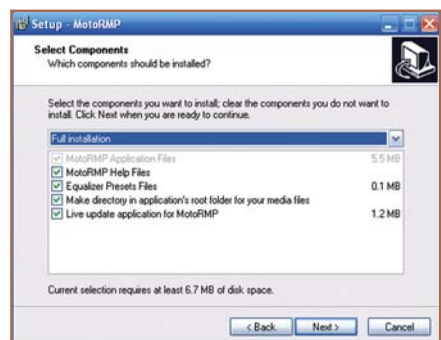 Setup - MotoRMP
Select Components
Which components should be installed?
Select the components you want to install; clear the components you do not want to
install. Click Next when you are ready to continue.
Full installation
MotoRMP Application Files 5.5 MB
MotoRMP Help Files
Equalizer Presets Files 0.1 MB
Make directory in application's root folder for your media files
Live update application for MotoRMP 1.2 MB
Current selection requires at least 6.7 MB of disk space.
< Back Next > Cancel